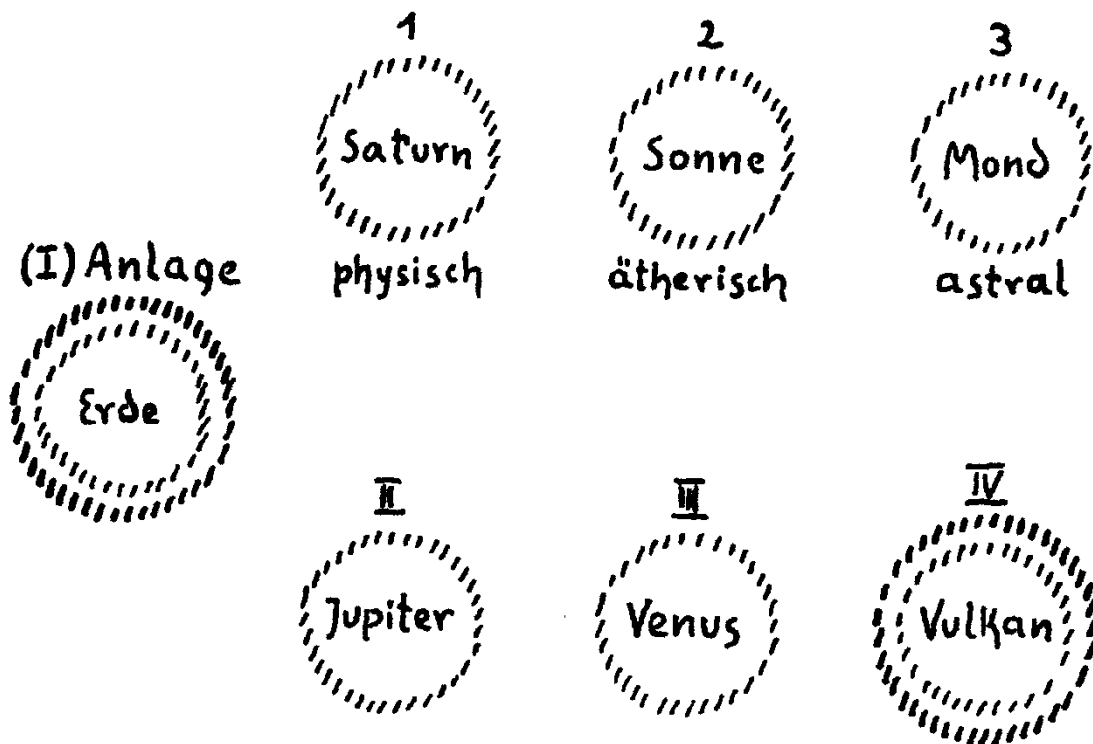 1 2 3
Saturn Sonne Mond
physisch ätherisch astral
(I) Anlage
Erde
II III IV
Jupiter Venus Vulkan